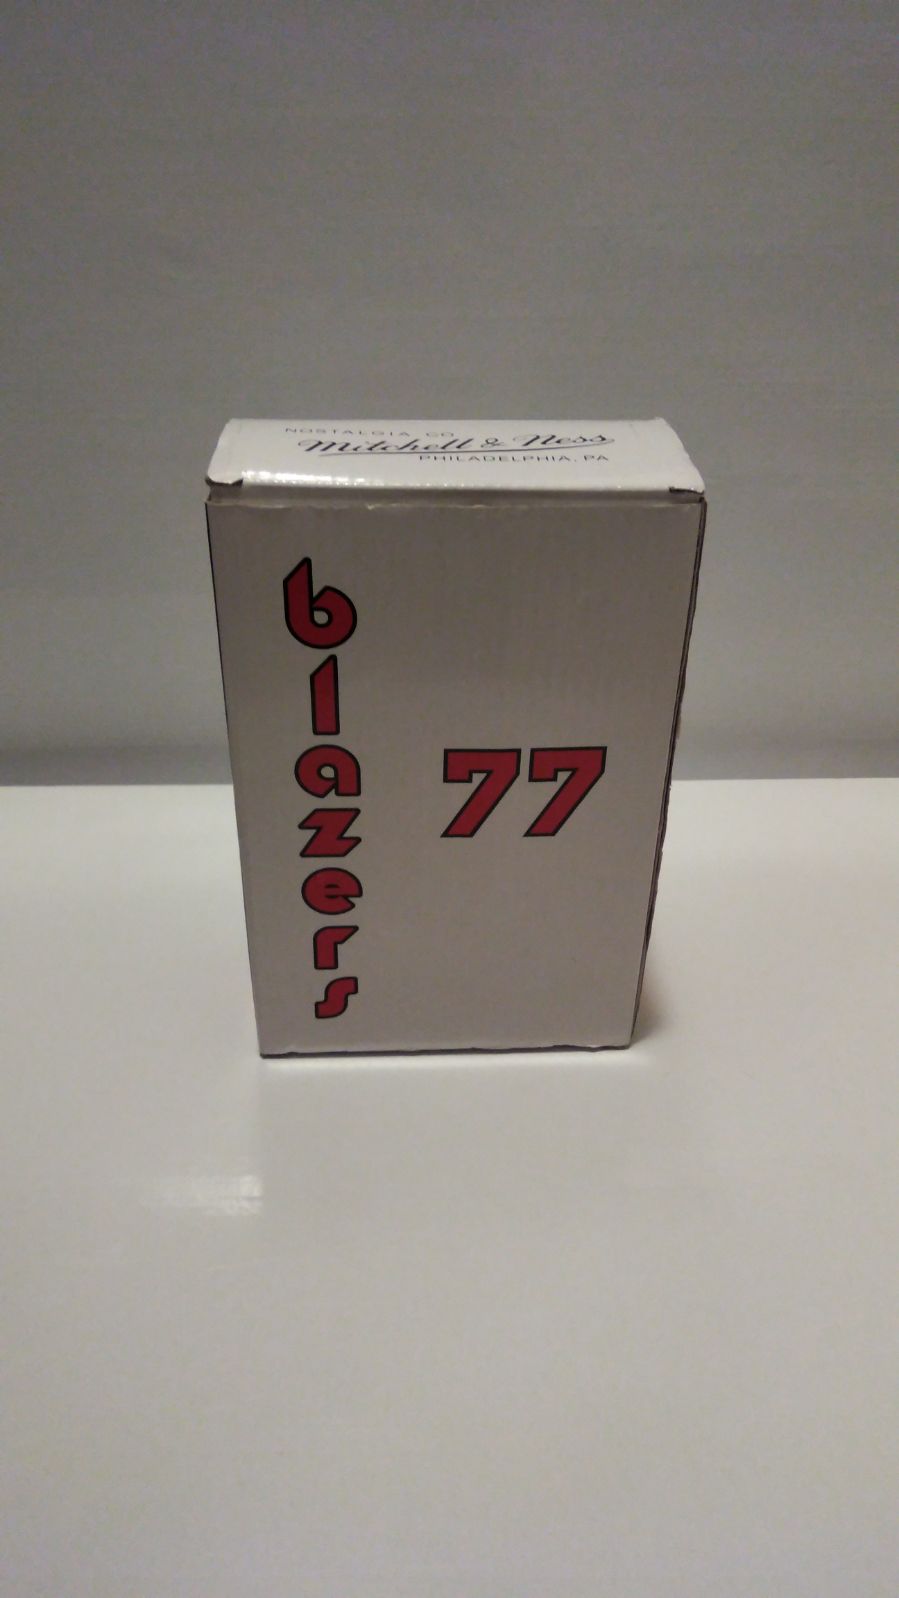 NOSTALGIA CO.
Mitchell & Ness
PHILADELPHIA, PA
blazers
77